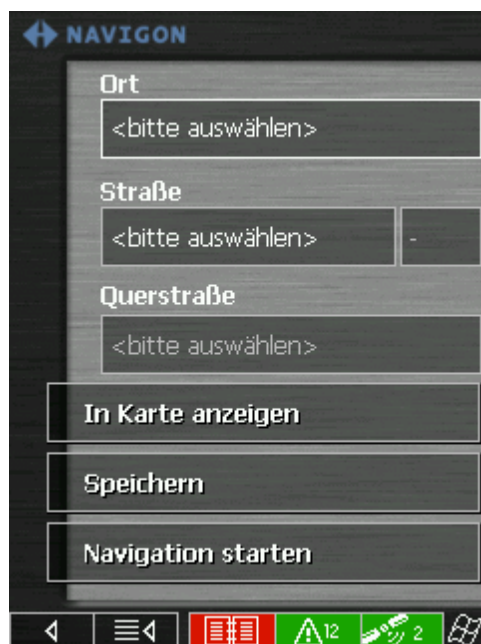 NAVIGON
Ort
<bitte auswählen>
Straße
<bitte auswählen> -
Querstraße
<bitte auswählen>
In Karte anzeigen
Speichern
Navigation starten
12 2